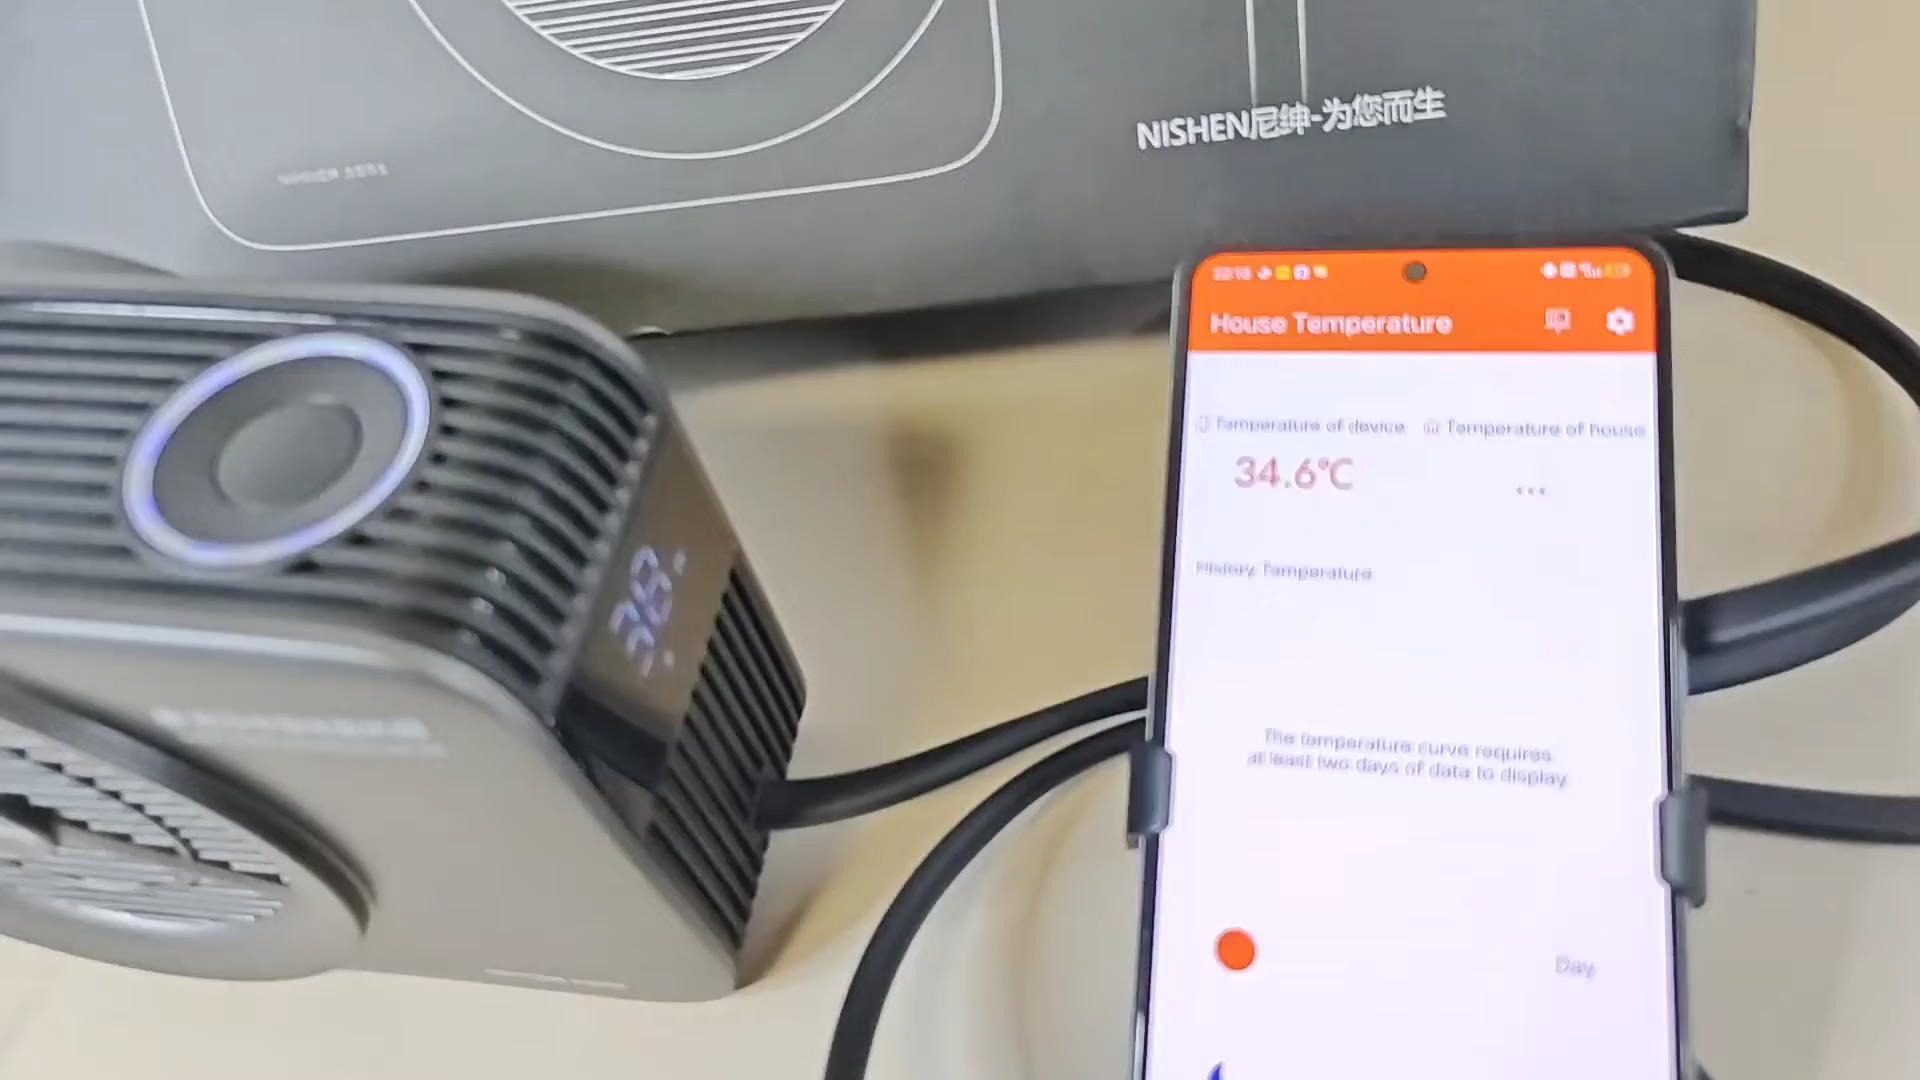 NISHEN尼绅-为您而生
House Temperature
Temperature of device
Temperature of house
34.6℃
...
History Temperature
38
The temperature curve requires
at least two days of data to display
Day